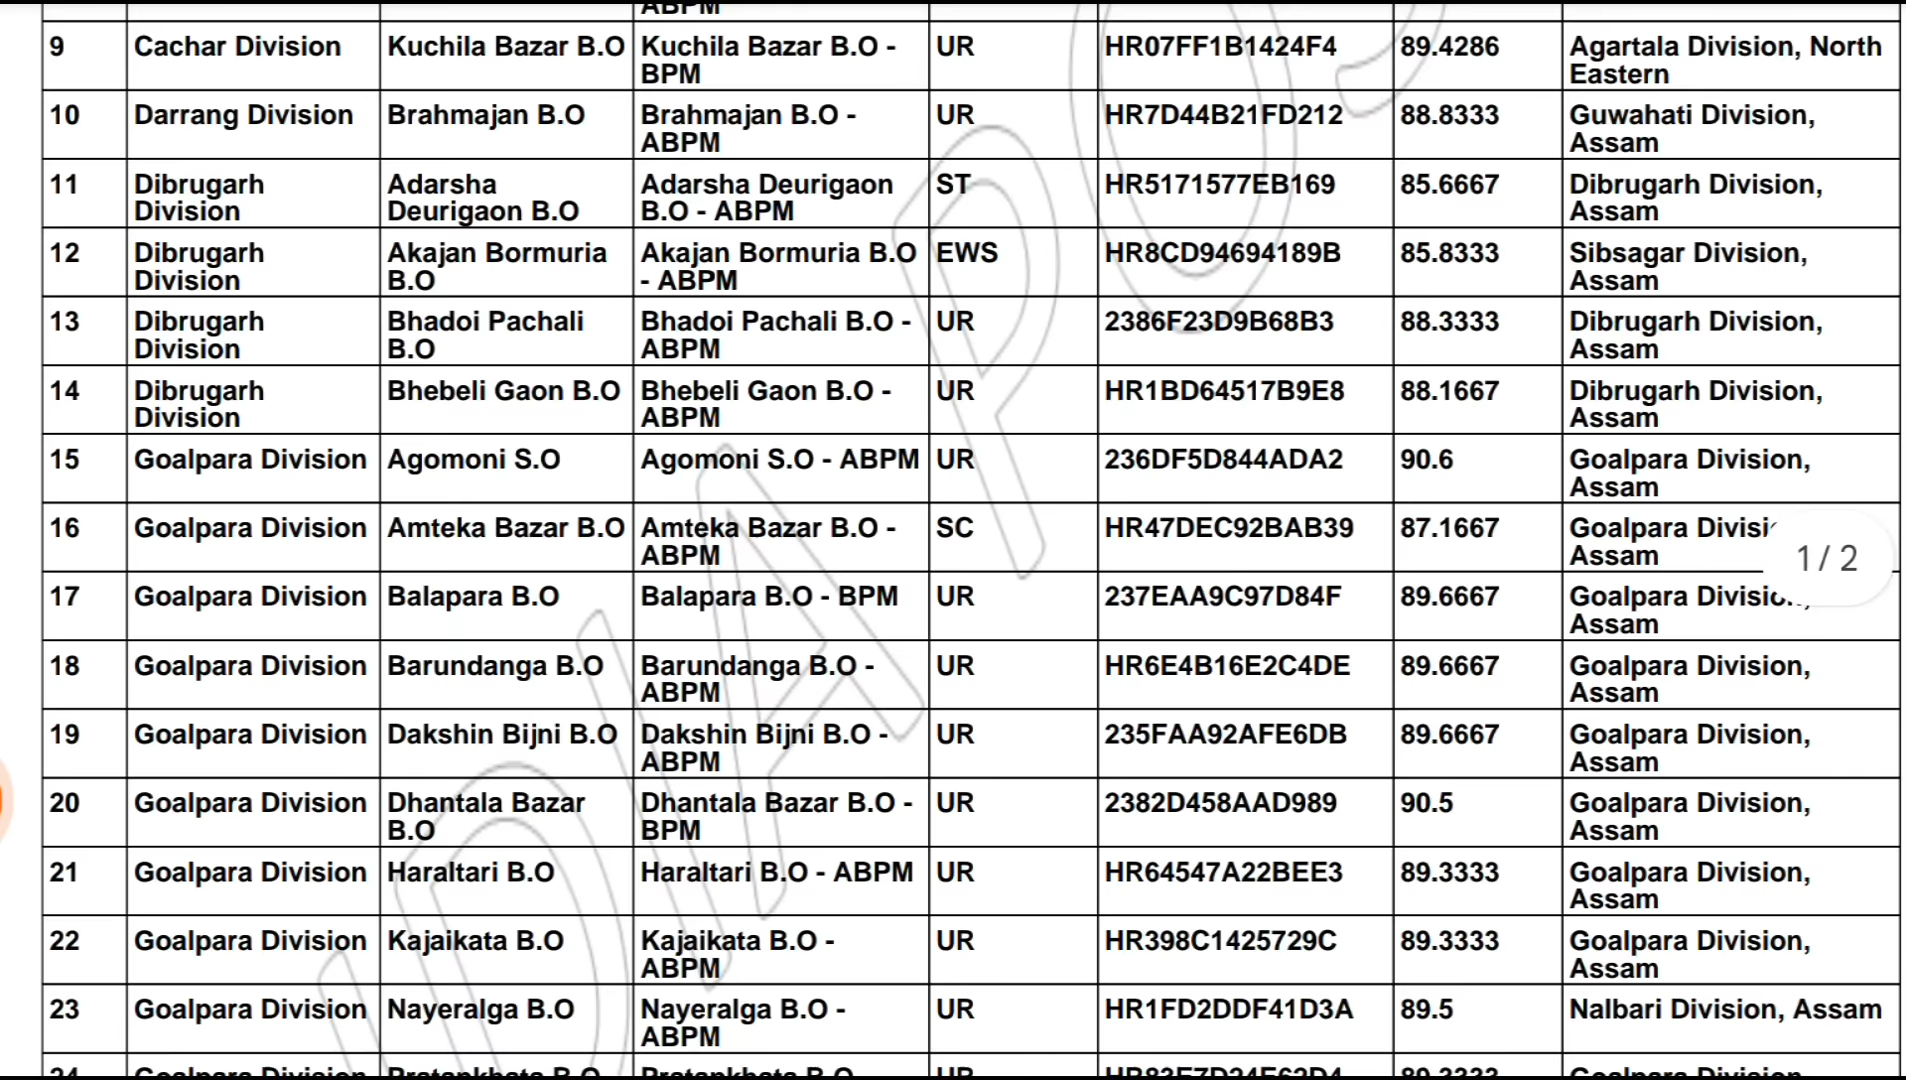 ABPM
9 Cachar Division Kuchila Bazar B.O Kuchila Bazar B.O - UR HR07FF1B1424F4 89.4286 Agartala Division, North
BPM Eastern
10 Darrang Division Brahmajan B.O Brahmajan B.O - UR HR7D44B21FD212 88.8333 Guwahati Division,
ABPM Assam
11 Dibrugarh Adarsha Adarsha Deurigaon ST HR5171577EB169 85.6667 Dibrugarh Division,
Division Deurigaon B.O B.O - ABPM Assam
12 Dibrugarh Akajan Bormuria Akajan Bormuria B.O EWS HR8CD94694189B 85.8333 Sibsagar Division,
Division B.O - ABPM Assam
13 Dibrugarh Bhadoi Pachali Bhadoi Pachali B.O - UR 2386F23D9B68B3 88.3333 Dibrugarh Division,
Division B.O ABPM Assam
14 Dibrugarh Bhebeli Gaon B.O Bhebeli Gaon B.O - UR HR1BD64517B9E8 88.1667 Dibrugarh Division,
Division ABPM Assam
15 Goalpara Division Agomoni S.O Agomoni S.O - ABPM UR 236DF5D844ADA2 90.6 Goalpara Division,
Assam
16 Goalpara Division Amteka Bazar B.O Amteka Bazar B.O - SC HR47DEC92BAB39 87.1667 Goalpara
ABPM Assam 1 / 2
17 Goalpara Division Balapara B.O Balapara B.O - BPM UR 237EAA9C97D84F 89.6667 Goalpara
Assam
18 Goalpara Division Barundanga B.O Barundanga B.O - UR HR6E4B16E2C4DE 89.6667 Goalpara Division,
ABPM Assam
19 Goalpara Division Dakshin Bijni B.O Dakshin Bijni B.O - UR 235FAA92AFE6DB 89.6667 Goalpara Division,
ABPM Assam
20 Goalpara Division Dhantala Bazar Dhantala Bazar B.O - UR 2382D458AAD989 90.5 Goalpara Division,
B.O BPM Assam
21 Goalpara Division Haraltari B.O Haraltari B.O - ABPM UR HR64547A22BEE3 89.3333 Goalpara Division,
Assam
22 Goalpara Division Kajaikata B.O Kajaikata B.O - UR HR398C1425729C 89.3333 Goalpara Division,
ABPM Assam
23 Goalpara Division Nayeralga B.O Nayeralga B.O - UR HR1FD2DDF41D3A 89.5 Nalbari Division, Assam
ABPM